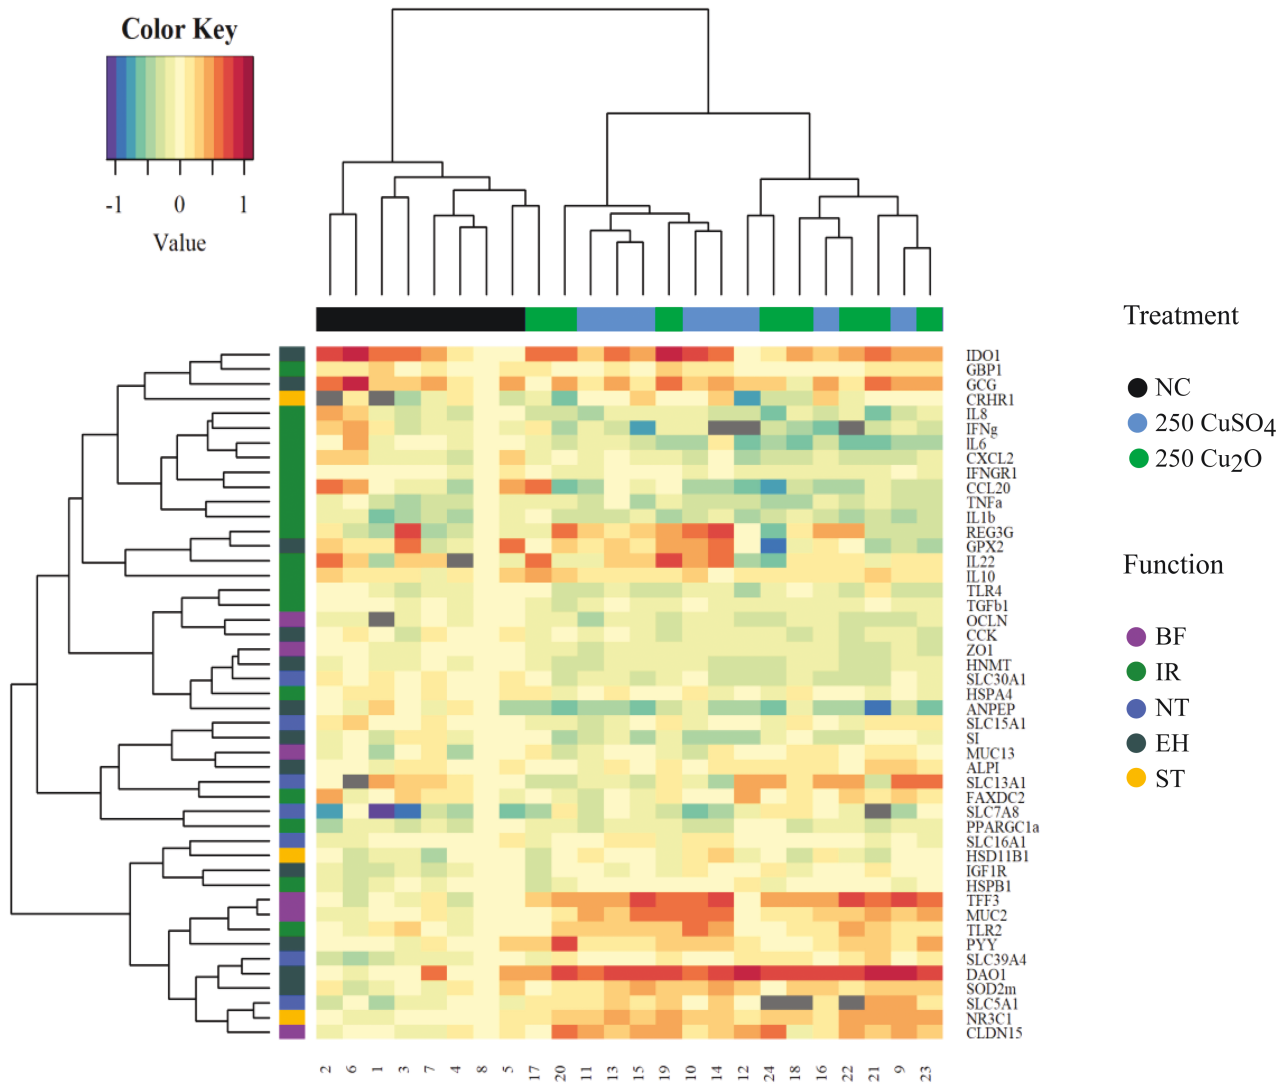 Color Key
-1 0 1
Value
Treatment
NC
250 CuSO4
250 Cu2O
Function
BF
IR
NT
EH
ST
IDO1
GBP1
GCG
CRHR1
IL8
IFNg
IL6
CXCL2
IFNGR1
CCL20
TNFa
IL1b
REG3G
GPX2
IL22
IL10
TLR4
TGFb1
OCLN
CCK
ZO1
HNMT
SLC30A1
HSPA4
ANPEP
SLC15A1
SI
MUC13
ALPI
SLC13A1
FAXDC2
SLC7A8
PPARGC1a
SLC16A1
HSD11B1
IGF1R
HSPB1
TFF3
MUC2
TLR2
PYY
SLC39A4
DAO1
SOD2m
SLC5A1
NR3C1
CLDN15
2 6 1 3 7 4 8 5 17 20 11 13 15 19 10 14 12 24 18 16 22 21 9 23